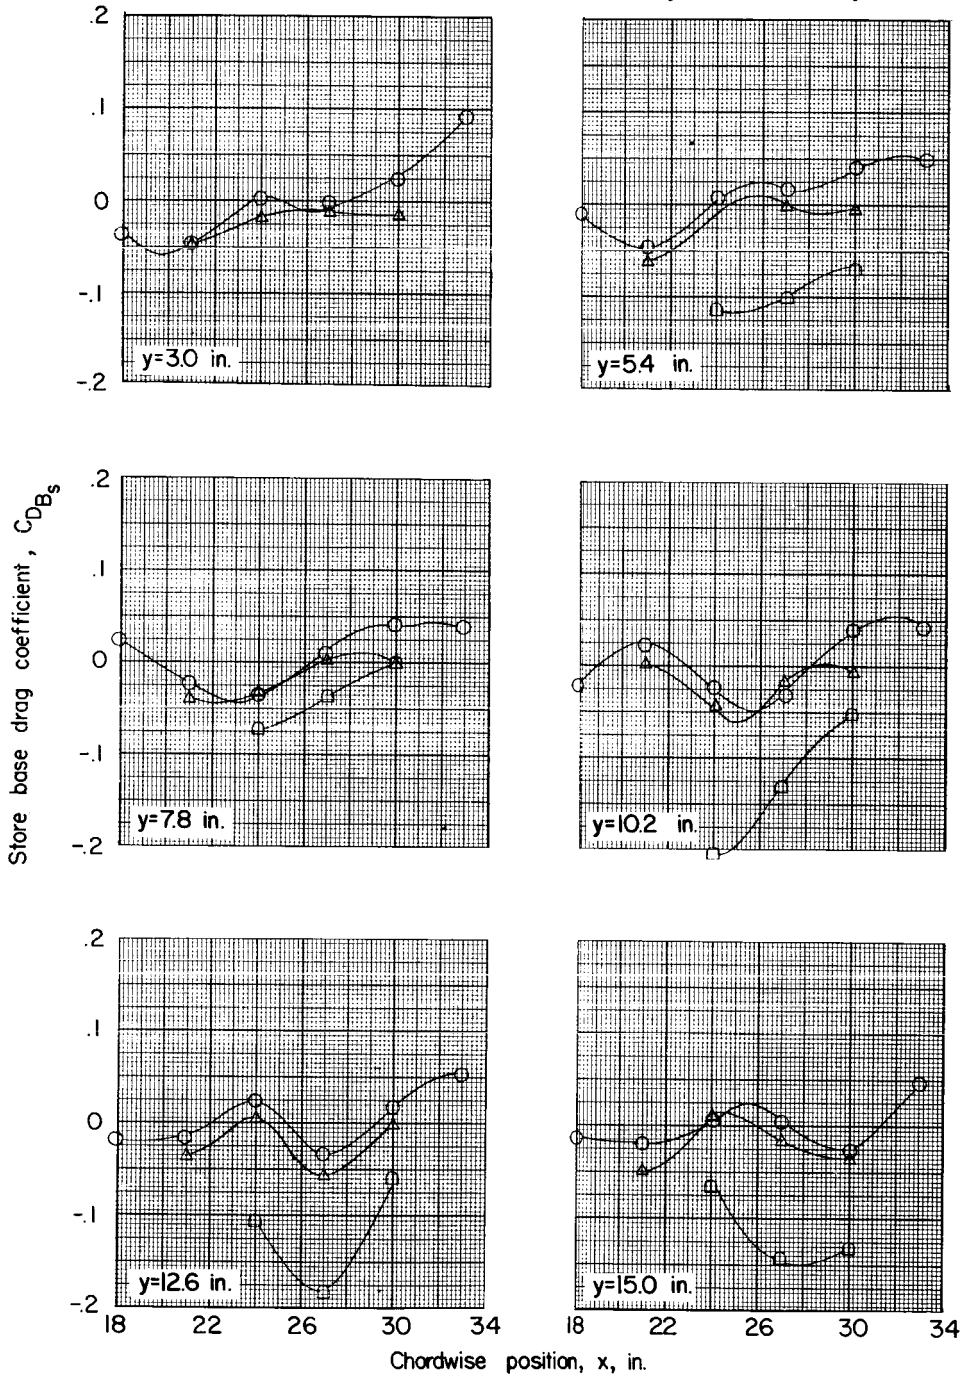 .2
.1
0
-.1
-.2
y=3.0 in.
y=5.4 in.
Store base drag coefficient, CDBs
.2
.1
0
-.1
-.2
y=7.8 in.
y=10.2 in.
.2
.1
0
-.1
-.2
y=12.6 in.
y=15.0 in.
18 22 26 30 34
18 22 26 30 34
Chordwise position, x, in.